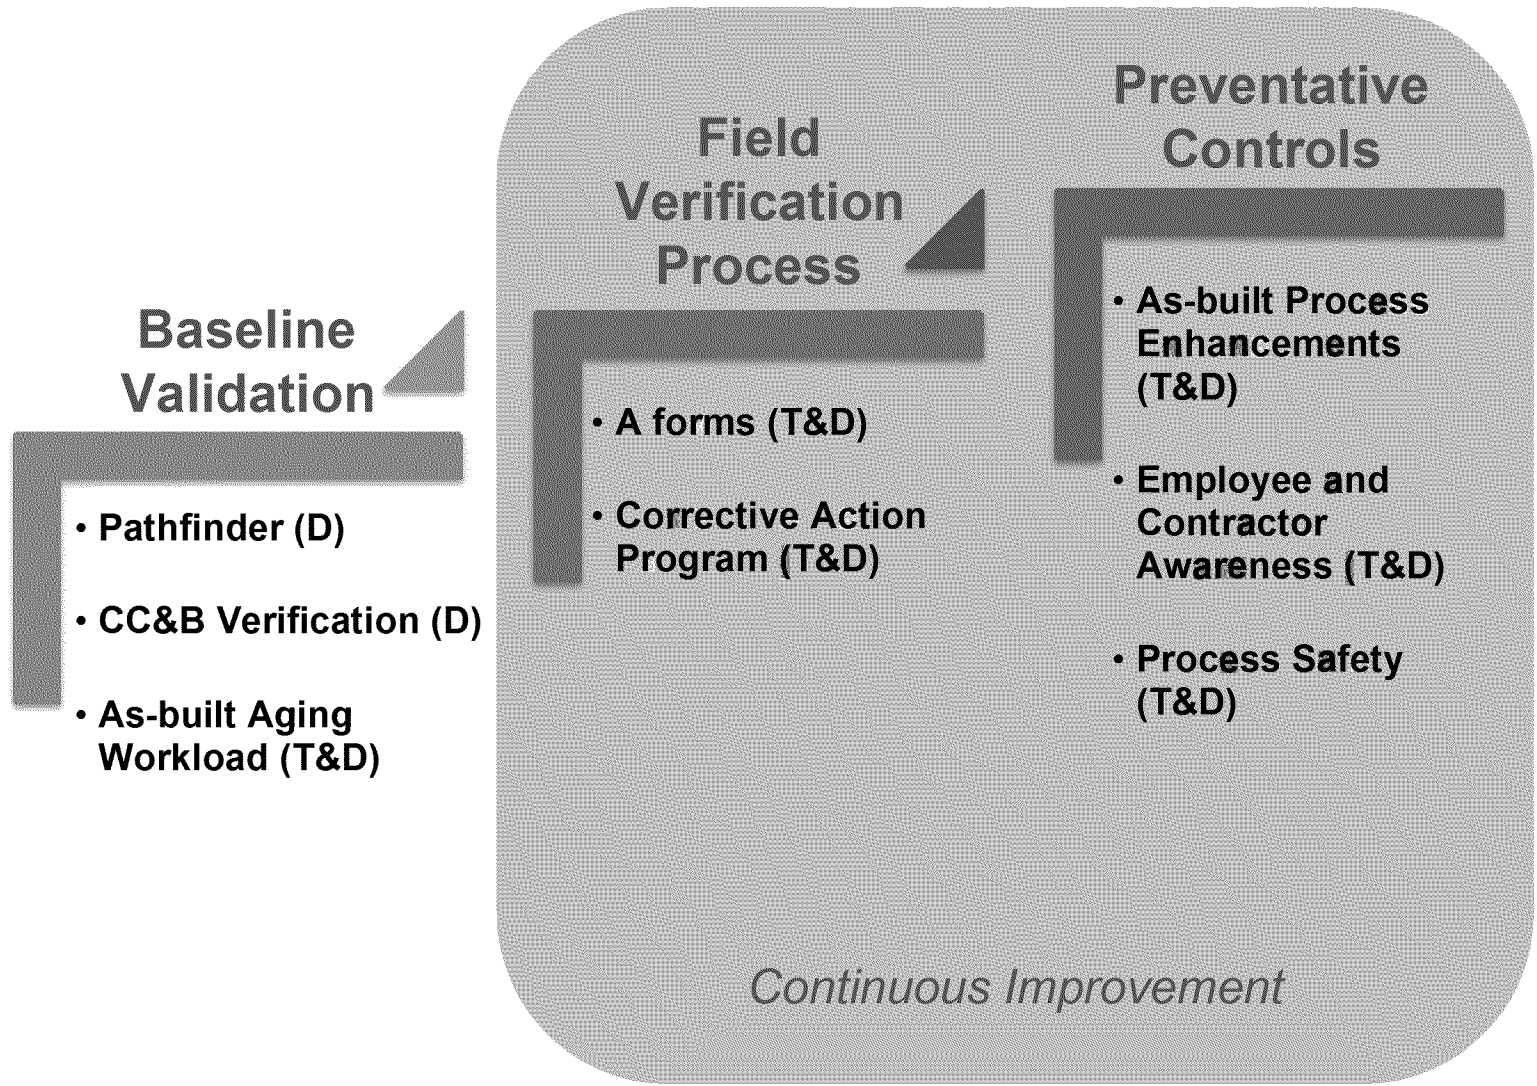 Baseline
Validation
• Pathfinder (D)
• CC&B Verification (D)
• As-built Aging
Workload (T&D)
Field
Verification
Process
• A forms (T&D)
• Corrective Action
Program (T&D)
Preventative
Controls
• As-built Process
Enhancements
(T&D)
• Employee and
Contractor
Awareness (T&D)
• Process Safety
(T&D)
Continuous Improvement